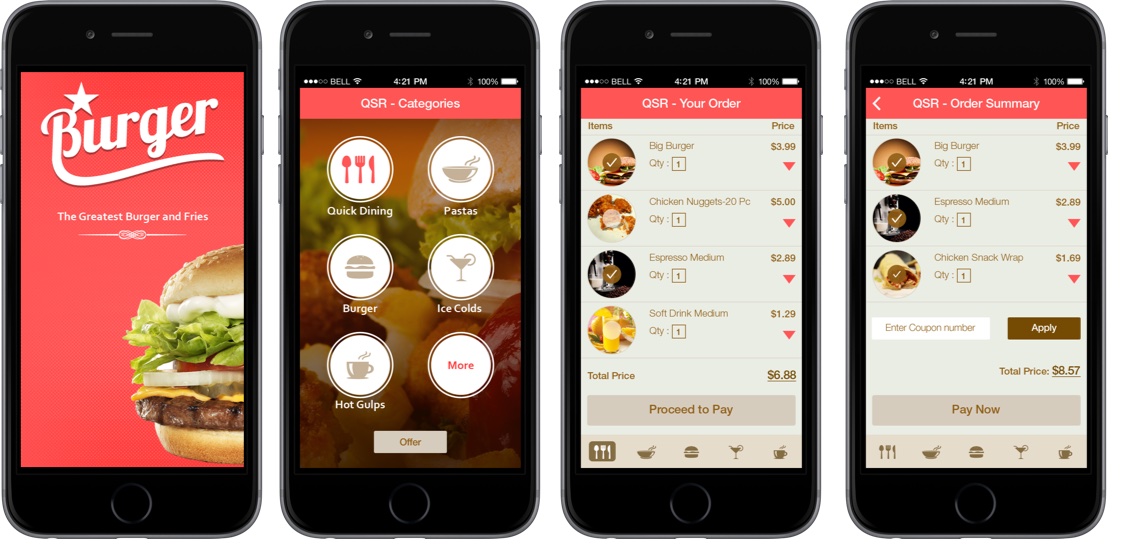 Burger
The Greatest Burger and Fries
BELL 4:21 PM 100%
QSR - Categories
Quick Dining Pastas
Burger Ice Colds
More
Hot Gulps
Offer
BELL 4:21 PM 100%
QSR - Your Order
Items Price
Big Burger $3.99
Qty : 1
Chicken Nuggets-20 Pc $5.00
Qty : 1
Espresso Medium $2.89
Qty : 1
Soft Drink Medium $1.29
Qty : 1
Total Price $6.88
Proceed to Pay
BELL 4:21 PM 100%
QSR - Order Summary
Items Price
Big Burger $3.99
Qty : 1
Espresso Medium $2.89
Qty : 1
Chicken Snack Wrap $1.69
Qty : 1
Enter Coupon number Apply
Total Price: $8.57
Pay Now